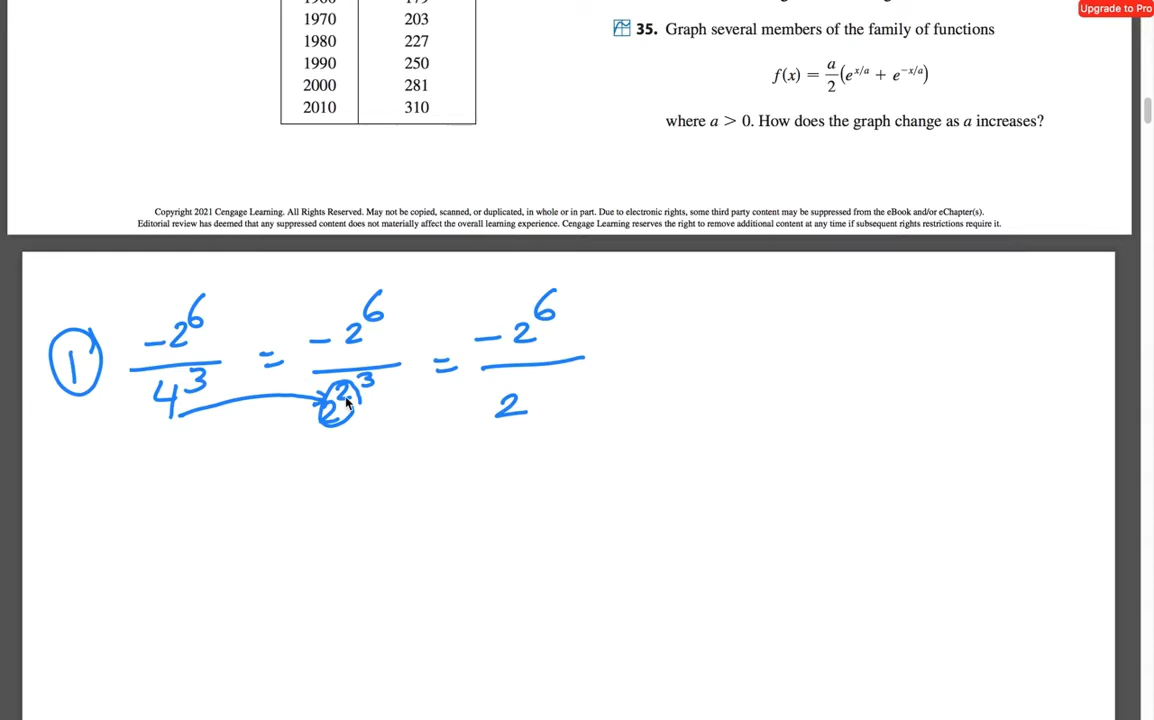 Upgrade to Pro
1970 203
1980 227
1990 250
2000 281
2010 310
35. Graph several members of the family of functions
f(x) = a/2 (e^{x/a} + e^{-x/a})
where a > 0. How does the graph change as a increases?
Copyright 2021 Cengage Learning. All Rights Reserved. May not be copied, scanned, or duplicated, in whole or in part. Due to electronic rights, some third party content may be suppressed from the eBook and/or eChapter(s).
Editorial review has deemed that any suppressed content does not materially affect the overall learning experience. Cengage Learning reserves the right to remove additional content at any time if subsequent rights restrictions require it.
1 -2^6/4^3 = -2^6/(2^2)^3 = -2^6/2